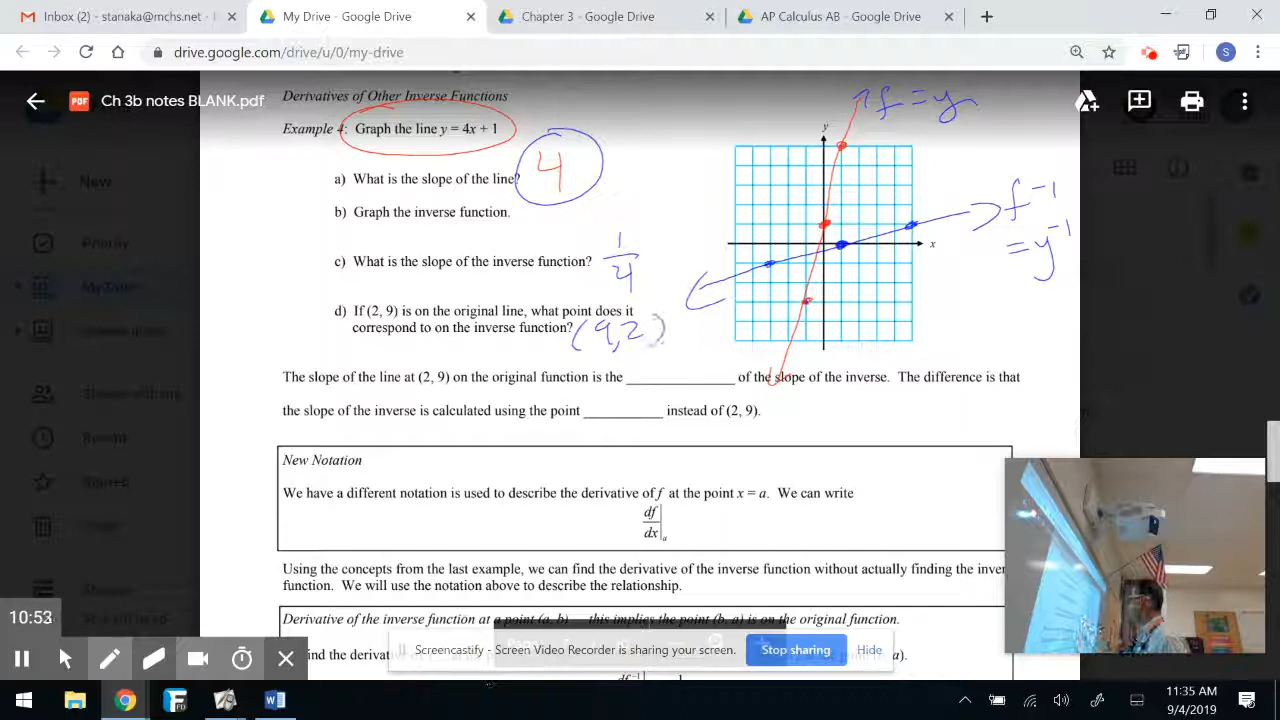 Inbox (2) - stanaka@mchs.net - M
My Drive - Google Drive
Chapter 3 - Google Drive
AP Calculus AB - Google Drive
drive.google.com/drive/u/0/my-drive
S
PDF Ch 3b notes BLANK.pdf
Derivatives of Other Inverse Functions
Example 4: Graph the line y = 4x + 1
a) What is the slope of the line?
4
b) Graph the inverse function.
c) What is the slope of the inverse function?
1/4
d) If (2, 9) is on the original line, what point does it
correspond to on the inverse function?
(9,2)
f = y
y
x
f⁻¹
= y⁻¹
The slope of the line at (2, 9) on the original function is the ______________ of the slope of the inverse. The difference is that
the slope of the inverse is calculated using the point __________ instead of (2, 9).
New Notation
We have a different notation is used to describe the derivative of f at the point x = a. We can write
df/dx|a
Using the concepts from the last example, we can find the derivative of the inverse function without actually finding the inver
function. We will use the notation above to describe the relationship.
Derivative of the inverse function at a point (a, b) this implies the point (b, a) is on the original function.
ind the deriva
a).
df⁻¹ 1
New
Priority
Recent
Starred
10:53
Screencastify - Screen Video Recorder is sharing your screen.
Stop sharing
Hide
11:35 AM
9/4/2019